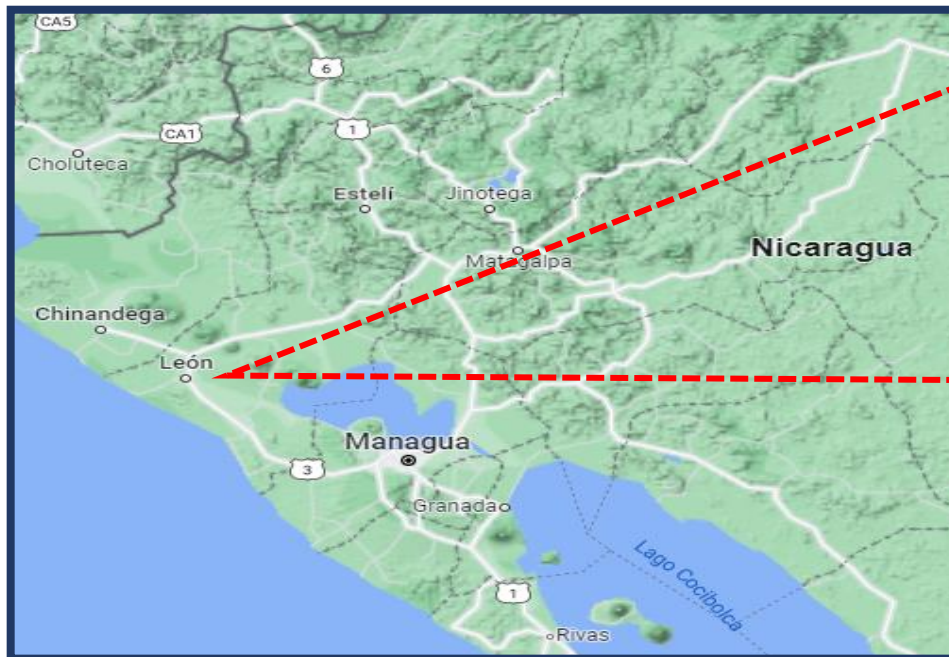 CA5
6
CA1
1
Choluteca
Estelí
Jinotega
Matagalpa
Nicaragua
Chinandega
León
Managua
3
Granada
Lago Cocibolca
1
Rivas